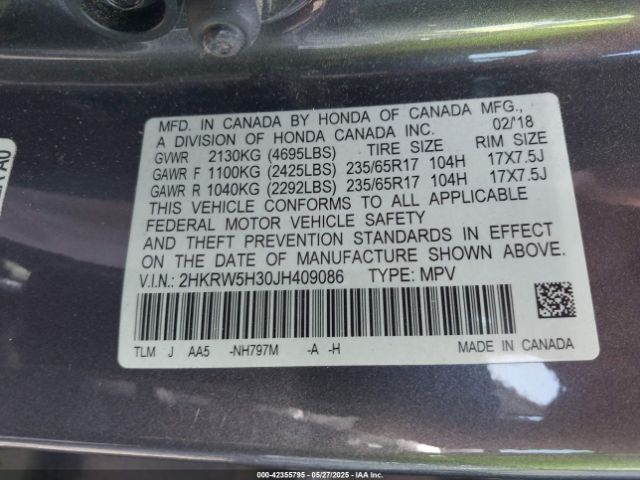 MFD. IN CANADA BY HONDA OF CANADA MFG.,
A DIVISION OF HONDA CANADA INC. 02/'18
GVWR 2130KG (4695LBS) TIRE SIZE RIM SIZE
GAWR F 1100KG (2425LBS) 235/65R17 104H 17X7.5J
GAWR R 1040KG (2292LBS) 235/65R17 104H 17X7.5J
THIS VEHICLE CONFORMS TO ALL APPLICABLE
FEDERAL MOTOR VEHICLE SAFETY
AND THEFT PREVENTION STANDARDS IN EFFECT
ON THE DATE OF MANUFACTURE SHOWN ABOVE.
V.I.N.: 2HKRW5H30JH409086 TYPE: MPV
TLM J AA5 -NH797M -A -H MADE IN CANADA
000-42355795 - 05/27/2025 - IAA, Inc.